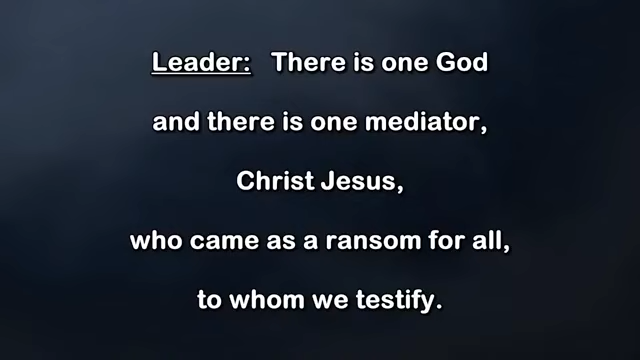 Leader: There is one God
and there is one mediator,
Christ Jesus,
who came as a ransom for all,
to whom we testify.